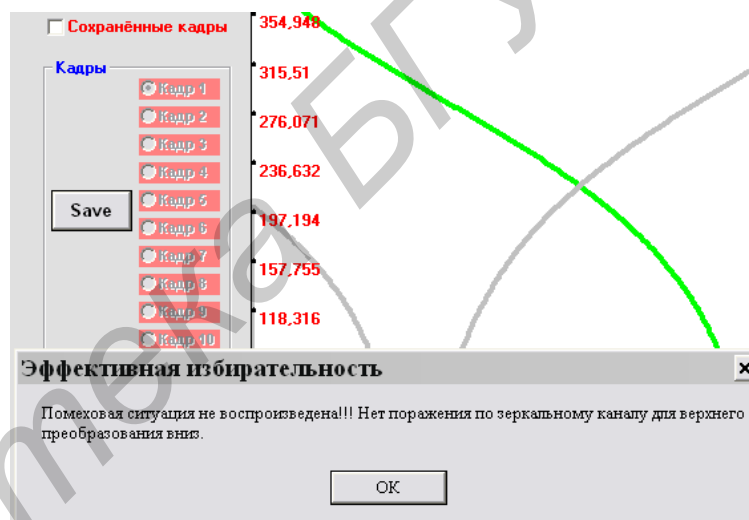 Сохранённые кадры
Кадры
Кадр 1
Кадр 2
Кадр 3
Кадр 4
Кадр 5
Кадр 6
Кадр 7
Кадр 8
Кадр 9
Кадр 10
Save
354,948
315,51
276,071
236,632
197,194
157,755
118,316
Эффективная избирательность
Помеховая ситуация не воспроизведена!!! Нет поражения по зеркальному каналу для верхнего
преобразования вниз.
OK
тека БГУ